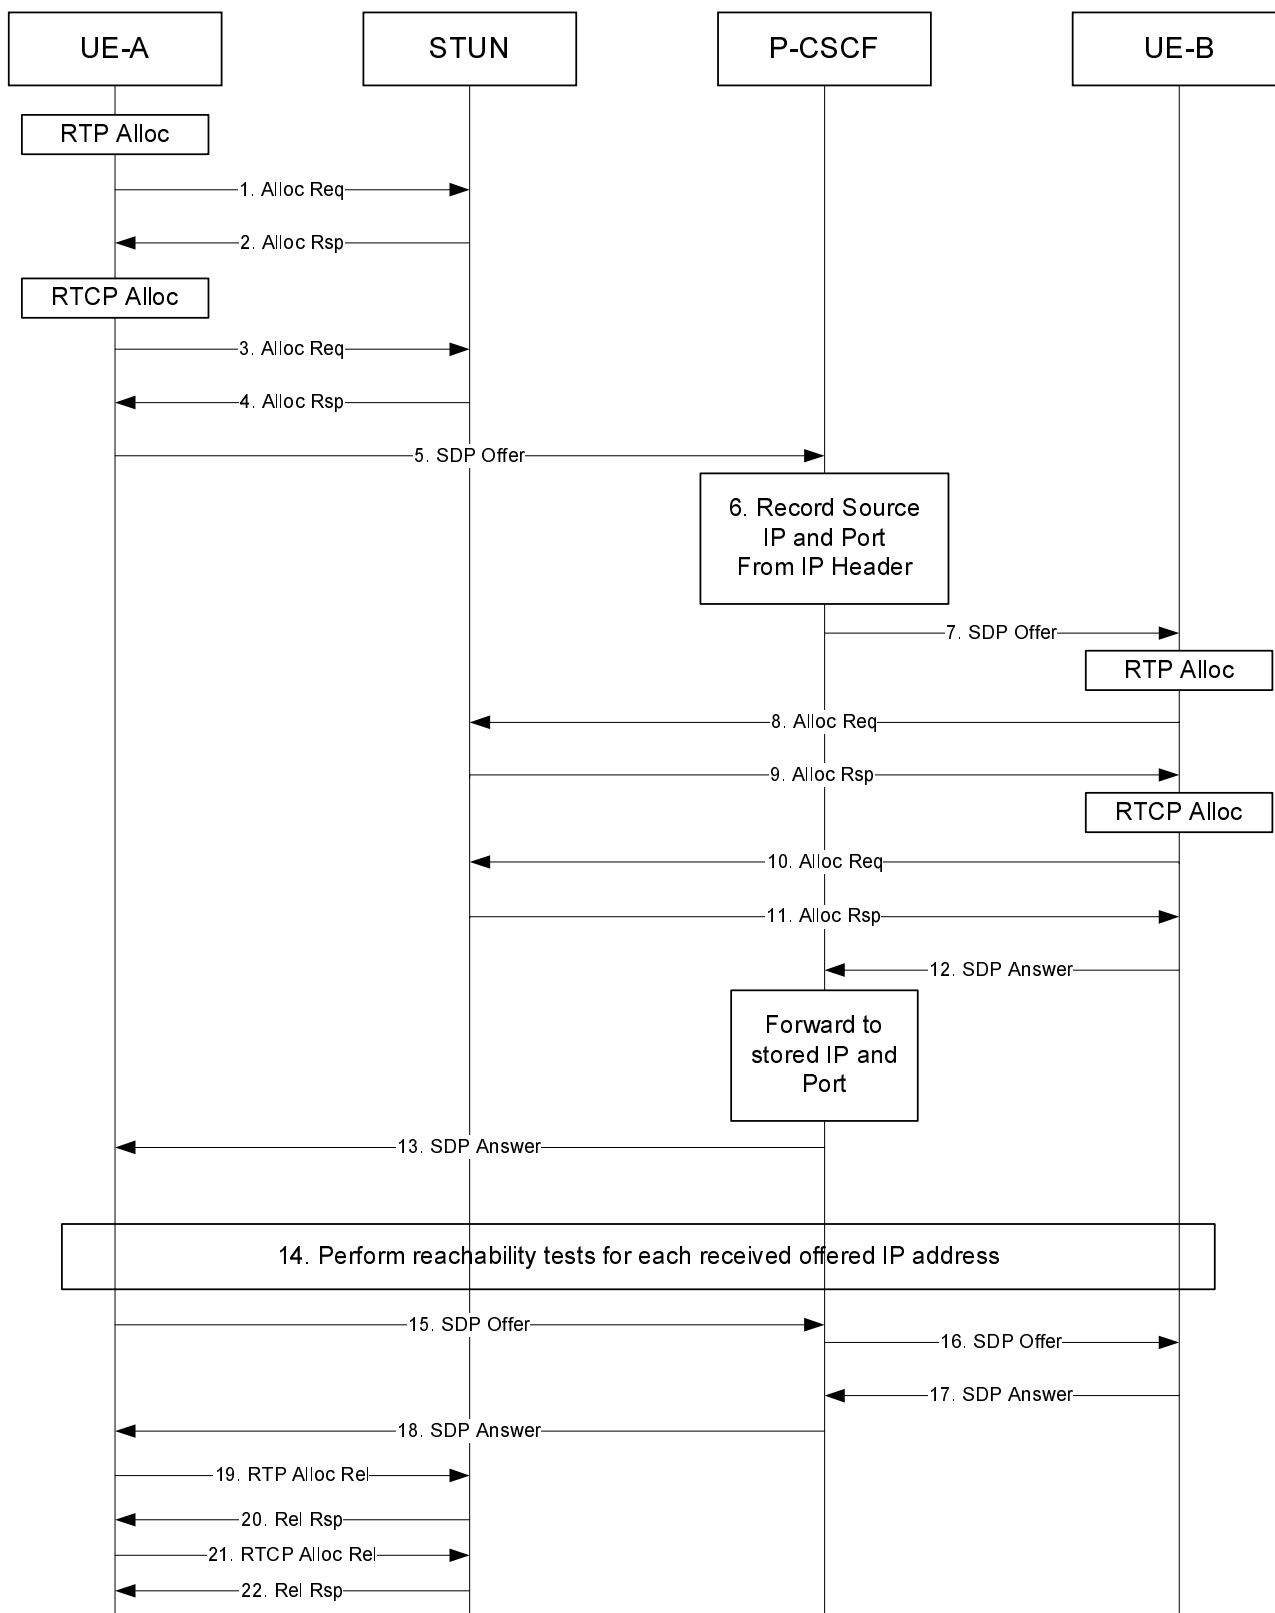 UE-A
STUN
P-CSCF
UE-B
RTP Alloc
1. Alloc Req
2. Alloc Rsp
RTCP Alloc
3. Alloc Req
4. Alloc Rsp
5. SDP Offer
6. Record Source
IP and Port
From IP Header
7. SDP Offer
RTP Alloc
8. Alloc Req
9. Alloc Rsp
RTCP Alloc
10. Alloc Req
11. Alloc Rsp
12. SDP Answer
Forward to
stored IP and
Port
13. SDP Answer
14. Perform reachability tests for each received offered IP address
15. SDP Offer
16. SDP Offer
17. SDP Answer
18. SDP Answer
19. RTP Alloc Rel
20. Rel Rsp
21. RTCP Alloc Rel
22. Rel Rsp